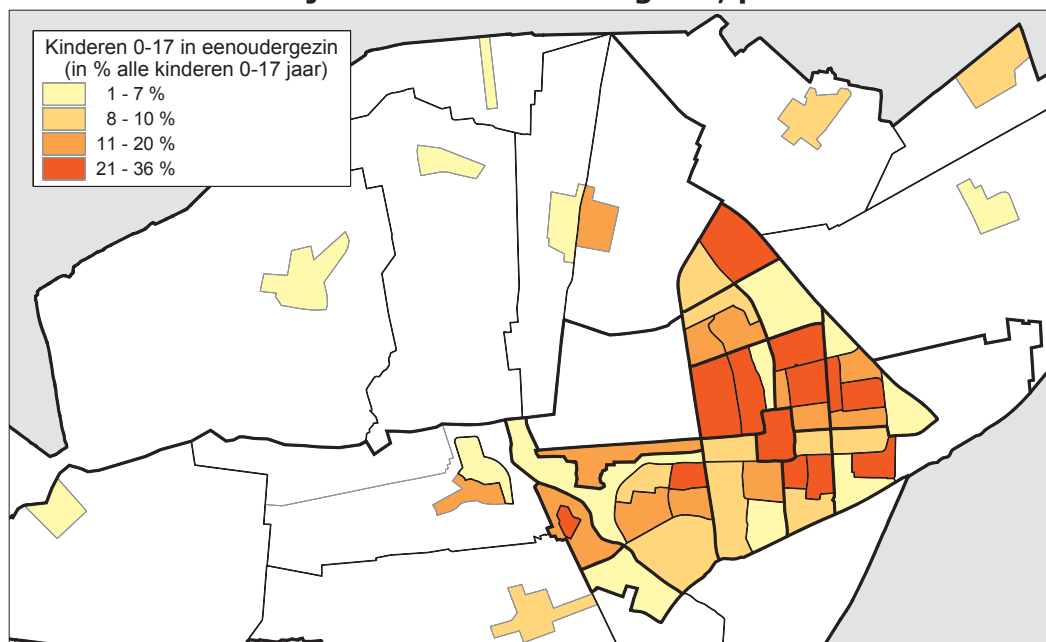 Kinderen 0-17 in eenoudergezin
(in % alle kinderen 0-17 jaar)
1 - 7 %
8 - 10 %
11 - 20 %
21 - 36 %